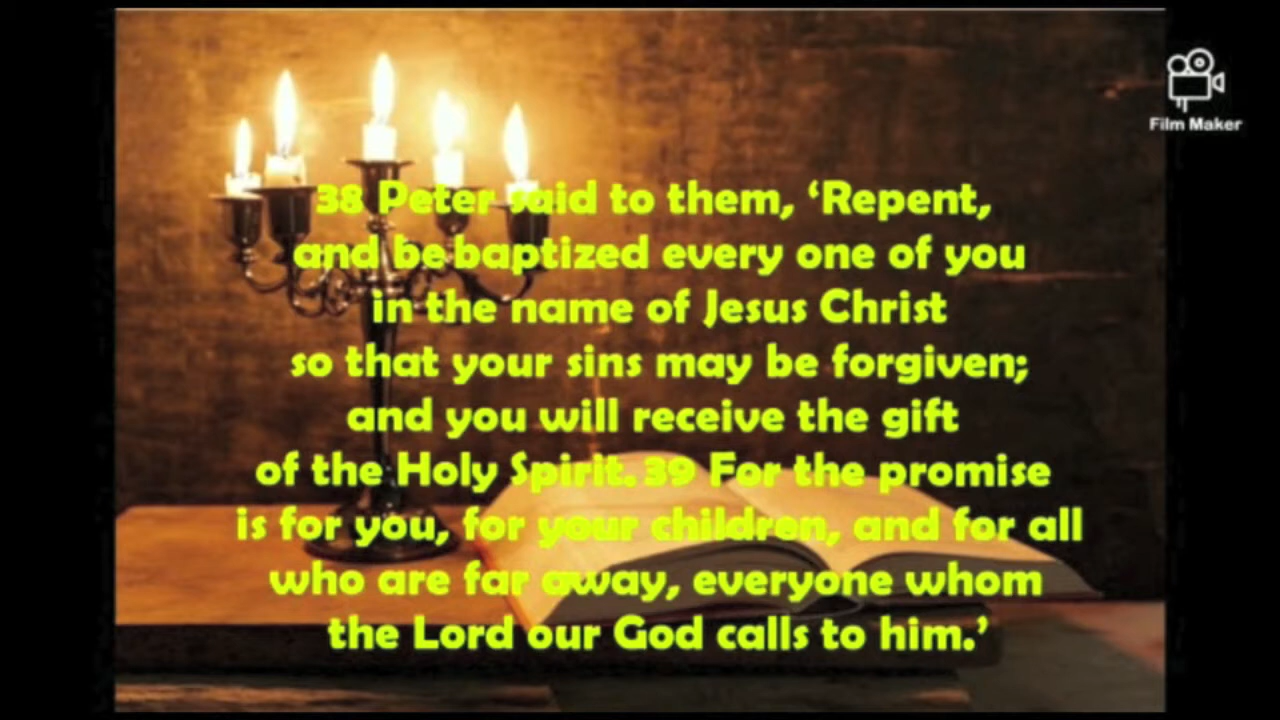 Film Maker
38 Peter said to them, ‘Repent,
and be baptized every one of you
in the name of Jesus Christ
so that your sins may be forgiven;
and you will receive the gift
of the Holy Spirit. 39 For the promise
is for you, for your children, and for all
who are far away, everyone whom
the Lord our God calls to him.’